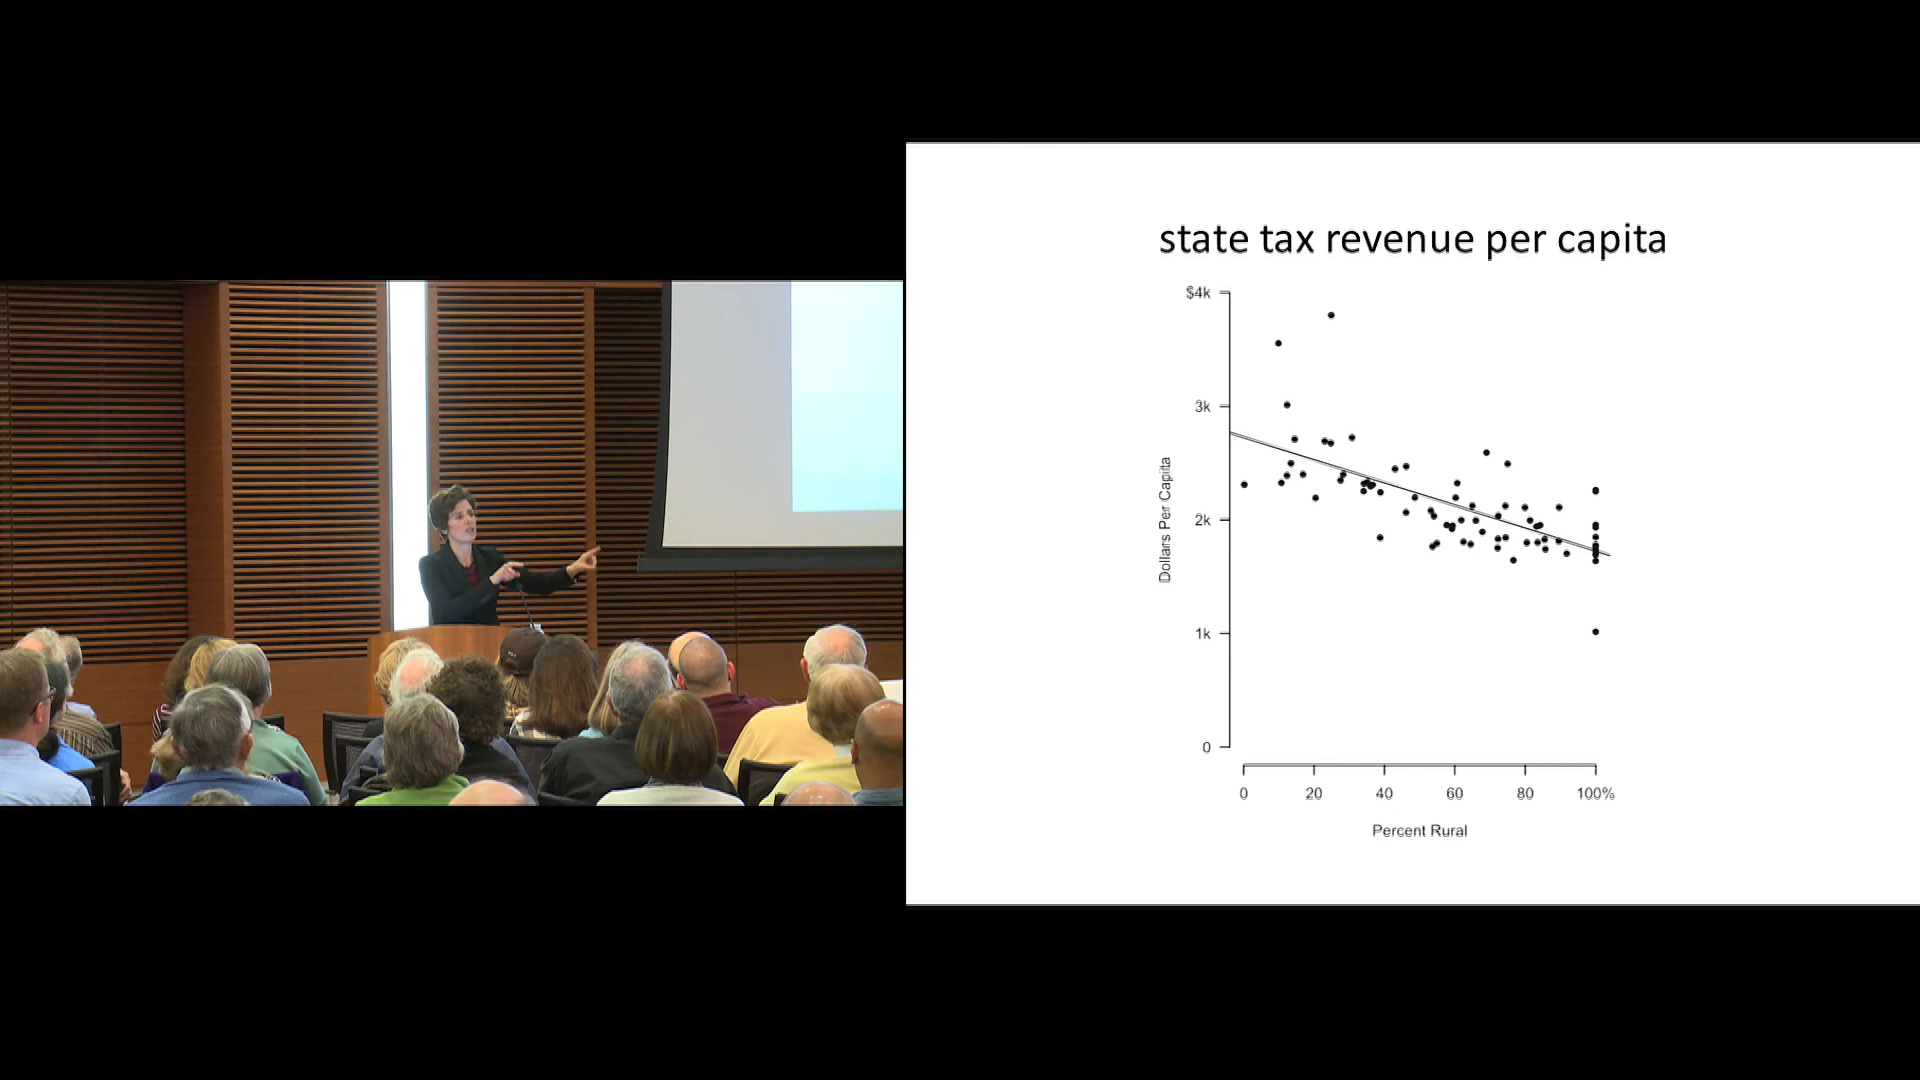 state tax revenue per capita
$4k
3k
2k
1k
0
Dollars Per Capita
0 20 40 60 80 100%
Percent Rural